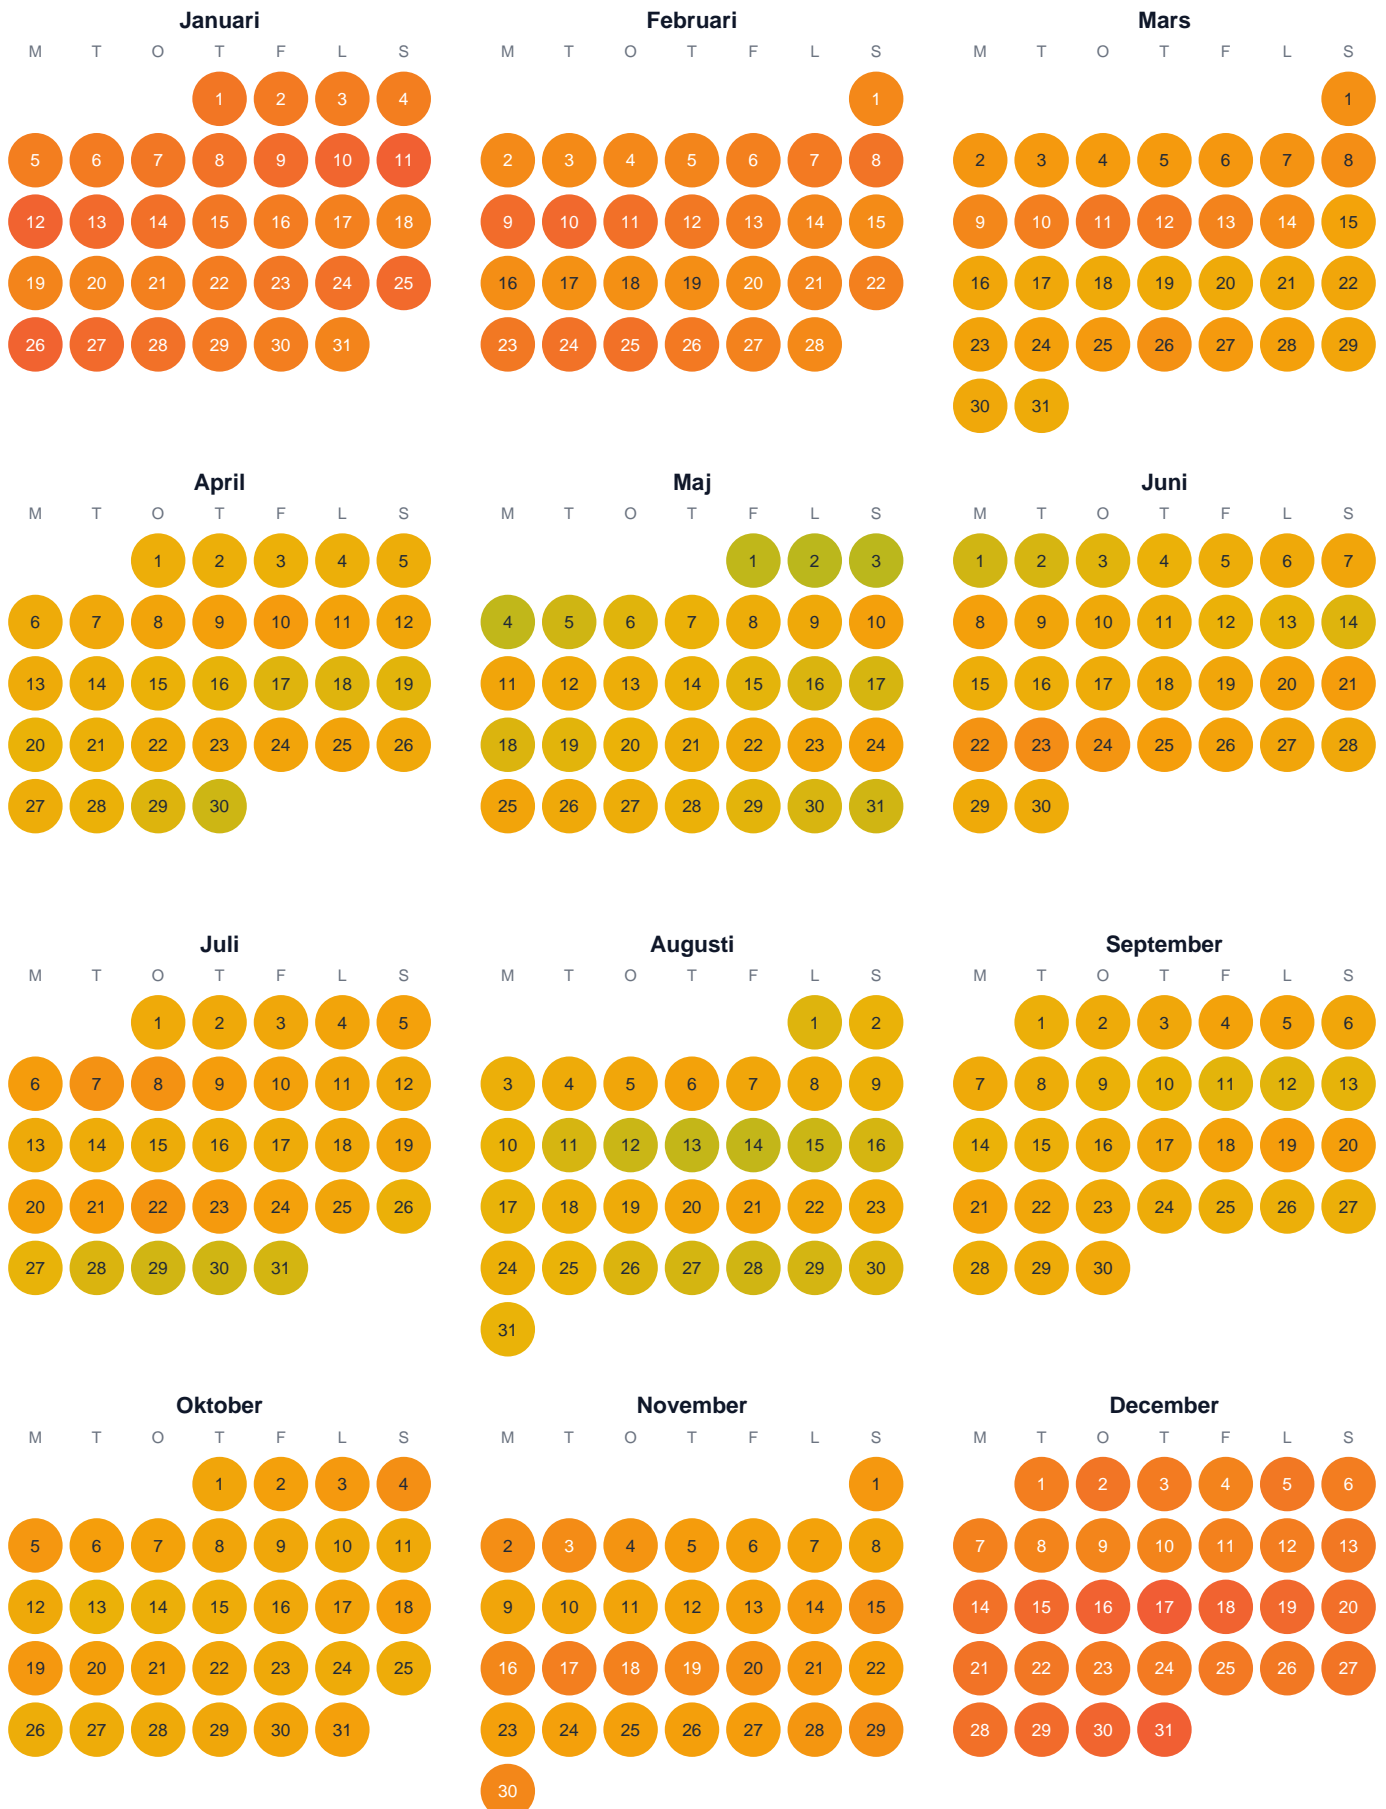 Januari Februari Mars
M T O T F L S M T O T F L S M T O T F L S
1 2 3 4 1 1
5 6 7 8 9 10 11 2 3 4 5 6 7 8 2 3 4 5 6 7 8
12 13 14 15 16 17 18 9 10 11 12 13 14 15 9 10 11 12 13 14 15
19 20 21 22 23 24 25 16 17 18 19 20 21 22 16 17 18 19 20 21 22
26 27 28 29 30 31 23 24 25 26 27 28 23 24 25 26 27 28 29
30 31
April Maj Juni
M T O T F L S M T O T F L S M T O T F L S
1 2 3 4 5 1 2 3 1 2 3 4 5 6 7
6 7 8 9 10 11 12 4 5 6 7 8 9 10 8 9 10 11 12 13 14
13 14 15 16 17 18 19 11 12 13 14 15 16 17 15 16 17 18 19 20 21
20 21 22 23 24 25 26 18 19 20 21 22 23 24 22 23 24 25 26 27 28
27 28 29 30 25 26 27 28 29 30 31 29 30
Juli Augusti September
M T O T F L S M T O T F L S M T O T F L S
1 2 3 4 5 1 2 1 2 3 4 5 6
6 7 8 9 10 11 12 3 4 5 6 7 8 9 7 8 9 10 11 12 13
13 14 15 16 17 18 19 10 11 12 13 14 15 16 14 15 16 17 18 19 20
20 21 22 23 24 25 26 17 18 19 20 21 22 23 21 22 23 24 25 26 27
27 28 29 30 31 24 25 26 27 28 29 30 28 29 30
31
Oktober November December
M T O T F L S M T O T F L S M T O T F L S
1 2 3 4 1 1 2 3 4 5 6
5 6 7 8 9 10 11 2 3 4 5 6 7 8 7 8 9 10 11 12 13
12 13 14 15 16 17 18 9 10 11 12 13 14 15 14 15 16 17 18 19 20
19 20 21 22 23 24 25 16 17 18 19 20 21 22 21 22 23 24 25 26 27
26 27 28 29 30 31 23 24 25 26 27 28 29 28 29 30 31
30